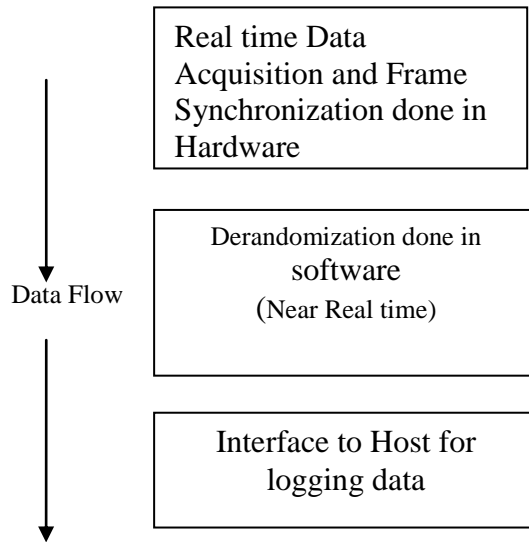 Real time Data
Acquisition and Frame
Synchronization done in
Hardware
Derandomization done in
software
(Near Real time)
Data Flow
Interface to Host for
logging data